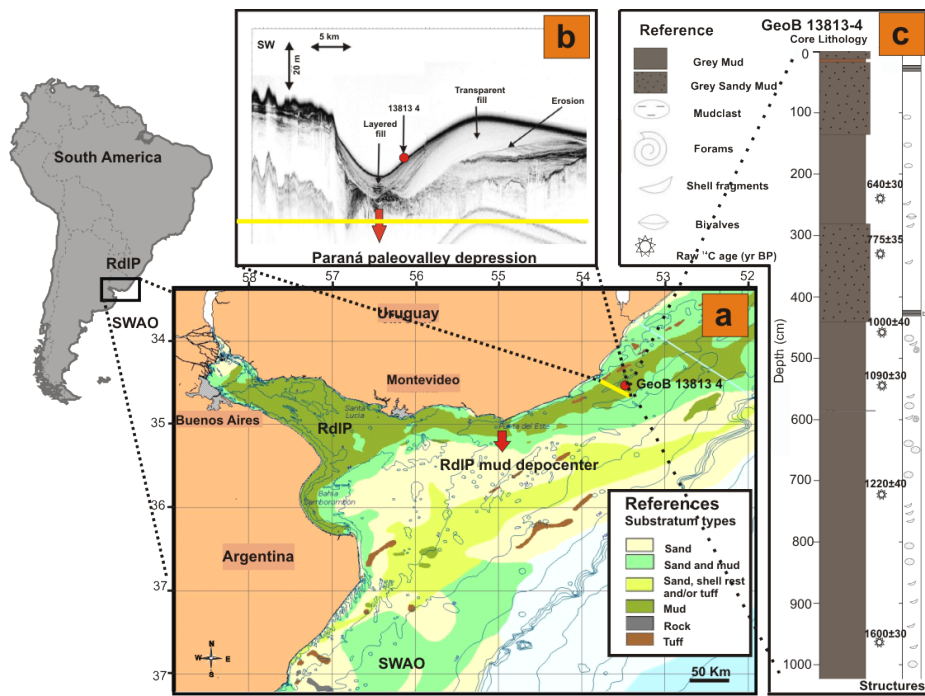 South America
RdIP
SWAO
b
5 km
SW
20 m
13813 4
Layered
fill
Transparent
fill
Erosion
Paraná paleovalley depression
c
Reference
Grey Mud
Grey Sandy Mud
Mudclast
Forams
Shell fragments
Bivalves
Raw ¹⁴C age (yr BP)
GeoB 13813-4
Core Lithology
0
100
200
300
400
500
600
700
800
900
1000
Depth (cm)
640±30
775±35
1000±40
1090±30
1220±40
1600±30
Structures
58 57 56 55 54 53 52
34
35
36
37
37
a
Uruguay
Montevideo
GeoB 13813 4
Santa
Lucia
Buenos Aires
RdIP
Punta del Este
RdIP mud depocenter
Bahia
Samborombón
Argentina
SWAO
N
W E
S
References
Substratum types
Sand
Sand and mud
Sand, shell rest
and/or tuff
Mud
Rock
Tuff
50 Km